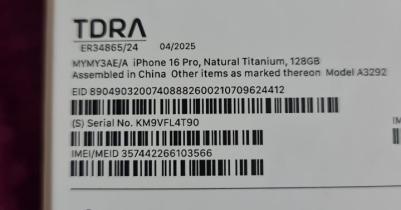 TDRA
ER34865/24 04/2025
MYMY3AE/A iPhone 16 Pro, Natural Titanium, 128GB
Assembled in China Other items as marked thereon Model A3292
EID 89049032007408882600210709624412
(S) Serial No. KM9VFL4T90
IMEI/MEID 357442266103566